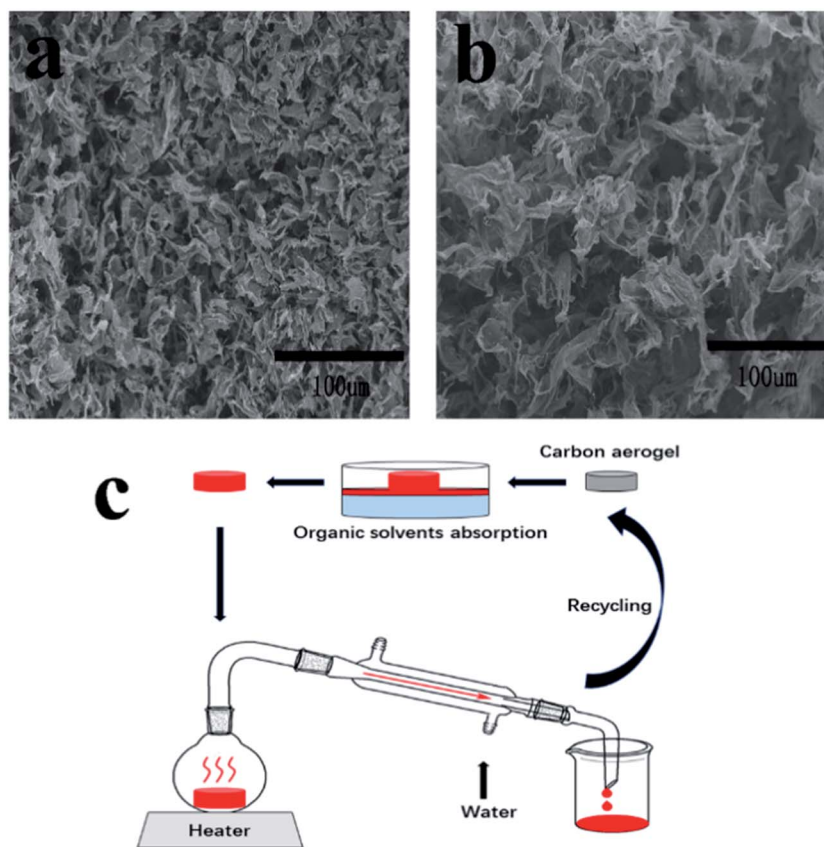 a
b
100um
100um
c
Carbon aerogel
Organic solvents absorption
Recycling
Water
Heater